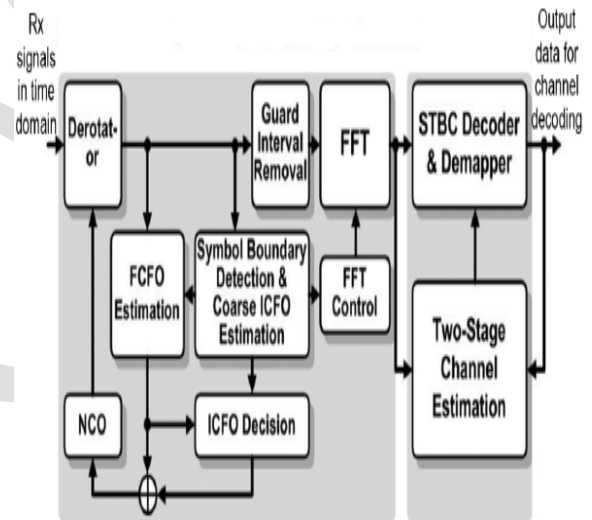 Rx
signals
in time
domain
Output
data for
channel
decoding
Derotat-
or
Guard
Interval
Removal
FFT
STBC Decoder
& Demapper
FCFO
Estimation
Symbol Boundary
Detection &
Coarse ICFO
Estimation
FFT
Control
Two-Stage
Channel
Estimation
NCO
ICFO Decision